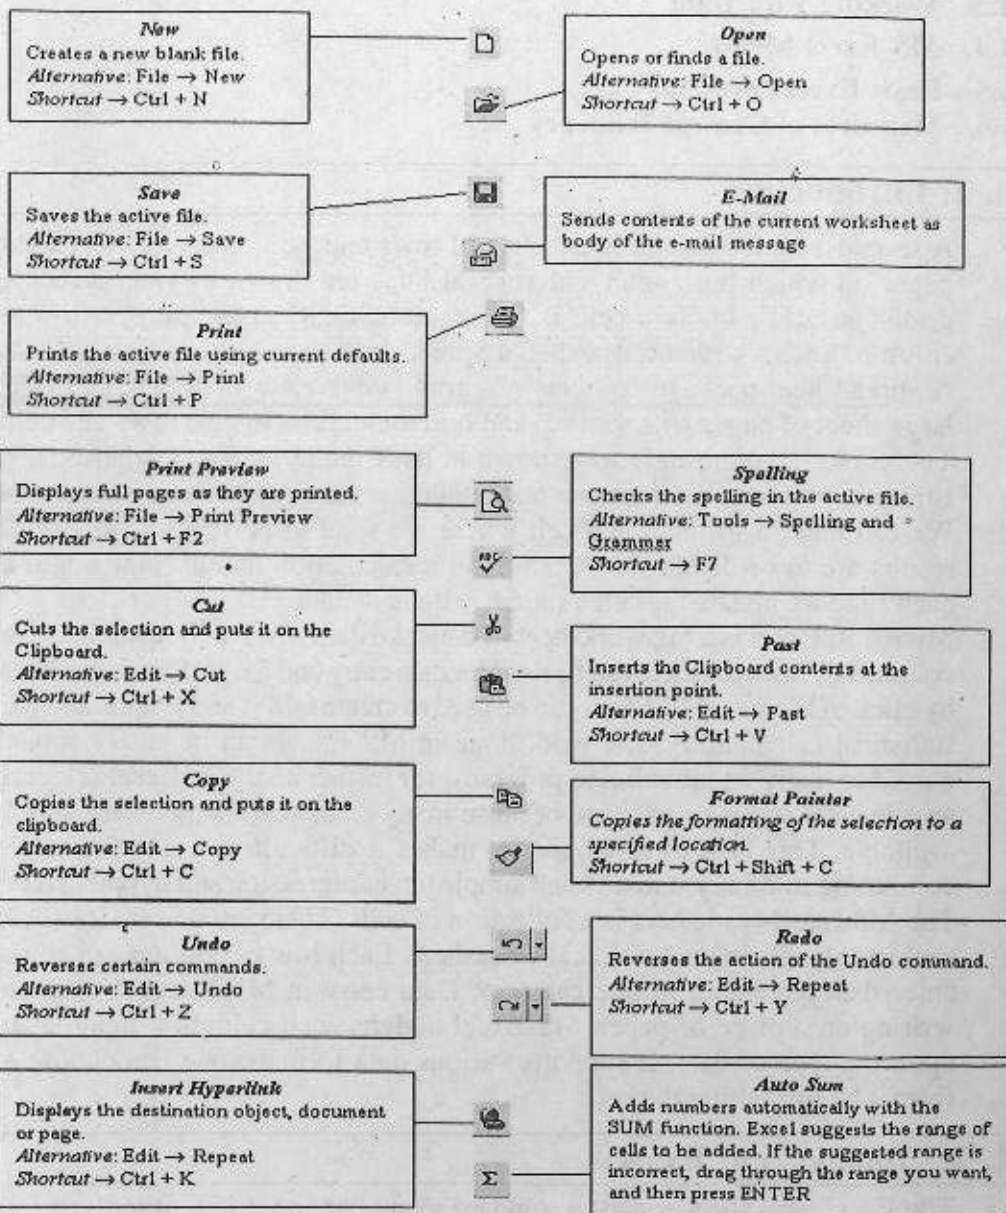 New
Creates a new blank file.
Alternative: File → New
Shortcut → Ctrl + N
Open
Opens or finds a file.
Alternative: File → Open
Shortcut → Ctrl + O
Save
Saves the active file.
Alternative: File → Save
Shortcut → Ctrl + S
E-Mail
Sends contents of the current worksheet as
body of the e-mail message
Print
Prints the active file using current defaults.
Alternative: File → Print
Shortcut → Ctrl + P
Print Preview
Displays full pages as they are printed.
Alternative: File → Print Preview
Shortcut → Ctrl + F2
Spelling
Checks the spelling in the active file.
Alternative: Tools → Spelling and
Grammer
Shortcut → F7
ABC
Cut
Cuts the selection and puts it on the
Clipboard.
Alternative: Edit → Cut
Shortcut → Ctrl + X
Past
Inserts the Clipboard contents at the
insertion point.
Alternative: Edit → Past
Shortcut → Ctrl + V
Copy
Copies the selection and puts it on the
clipboard.
Alternative: Edit → Copy
Shortcut → Ctrl + C
Format Painter
Copies the formatting of the selection to a
specified location.
Shortcut → Ctrl + Shift + C
Undo
Reverses certain commands.
Alternative: Edit → Undo
Shortcut → Ctrl + Z
Redo
Reverses the action of the Undo command.
Alternative: Edit → Repeat
Shortcut → Ctrl + Y
Insert Hyperlink
Displays the destination object, document
or page.
Alternative: Edit → Repeat
Shortcut → Ctrl + K
Auto Sum
Adds numbers automatically with the
SUM function. Excel suggests the range of
cells to be added. If the suggested range is
incorrect, drag through the range you want,
and then press ENTER
Σ